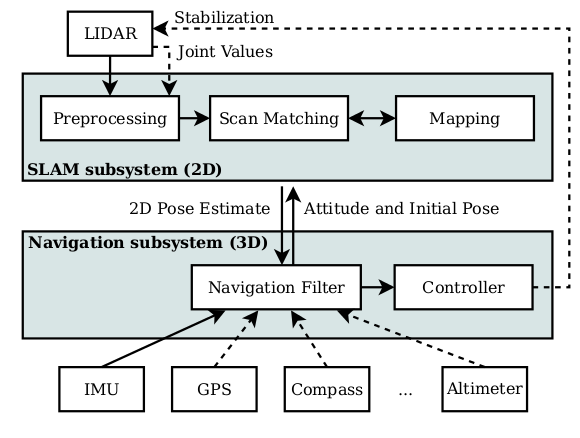 Stabilization
LIDAR
Joint Values
Preprocessing
Scan Matching
Mapping
SLAM subsystem (2D)
2D Pose Estimate
Attitude and Initial Pose
Navigation subsystem (3D)
Navigation Filter
Controller
IMU
GPS
Compass
...
Altimeter